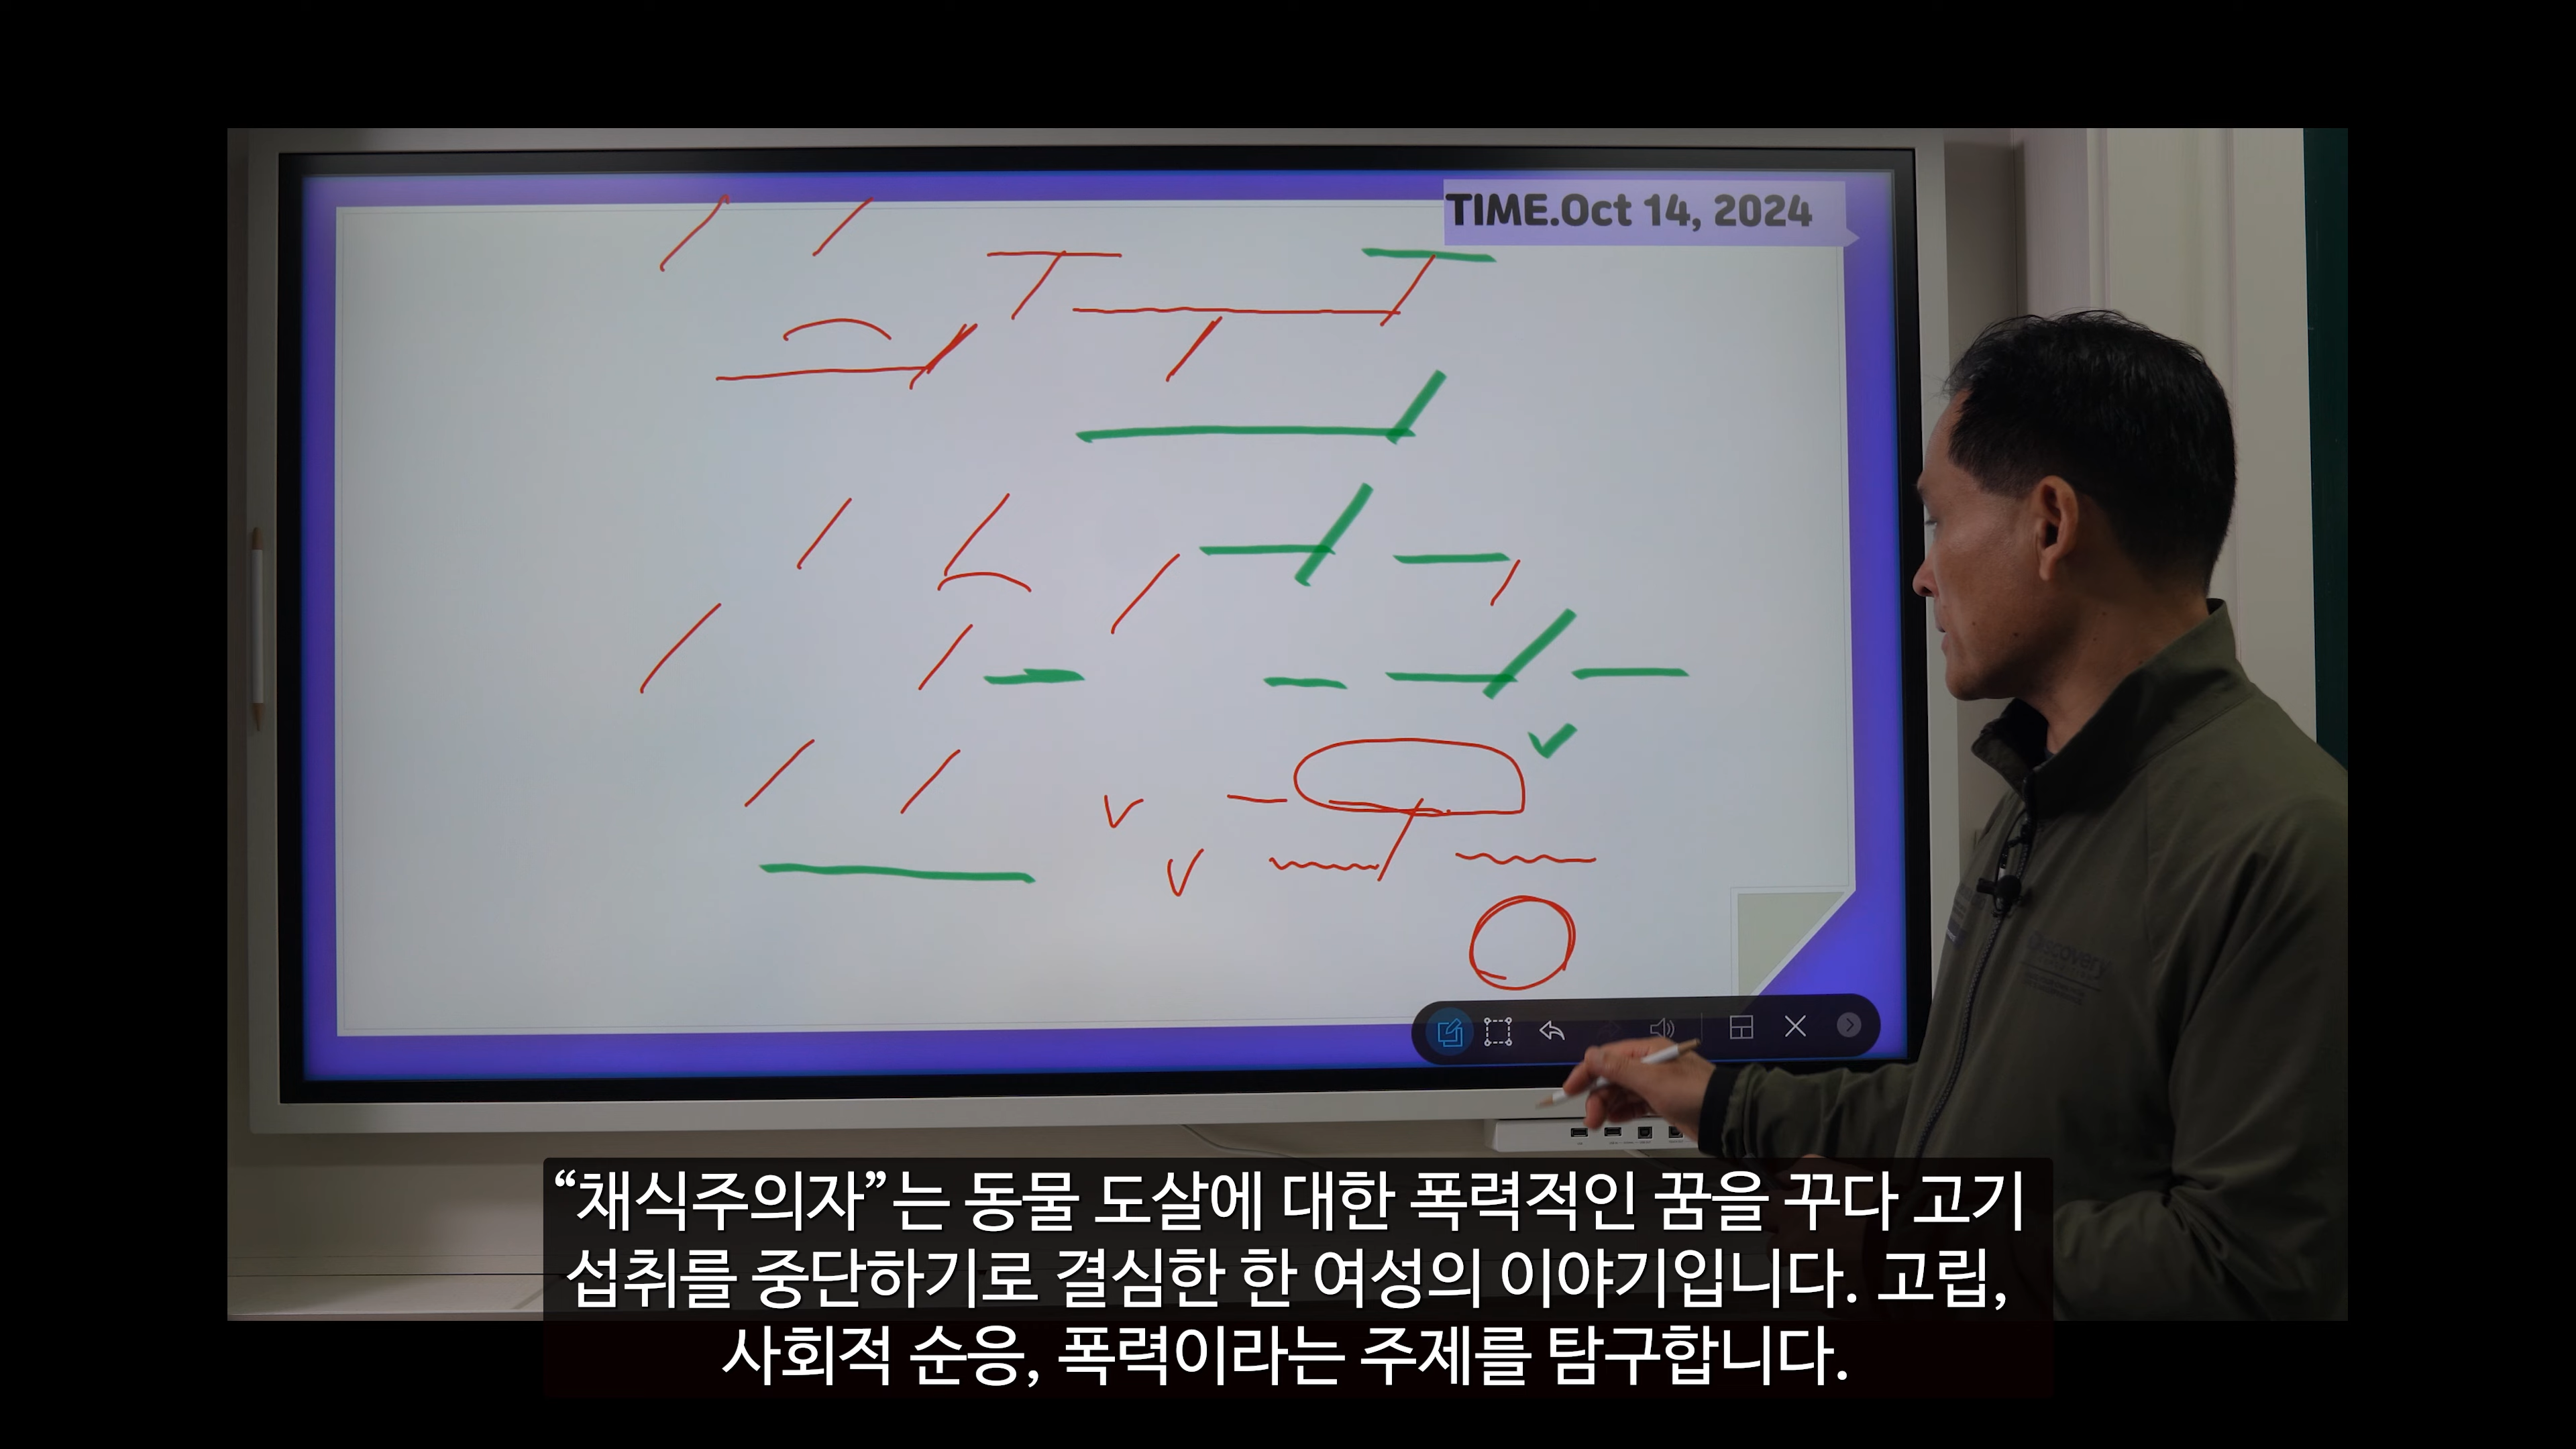 TIME.Oct 14, 2024
Discovery
“채식주의자”는 동물 도살에 대한 폭력적인 꿈을 꾸다 고기
섭취를 중단하기로 결심한 한 여성의 이야기입니다. 고립,
사회적 순응, 폭력이라는 주제를 탐구합니다.